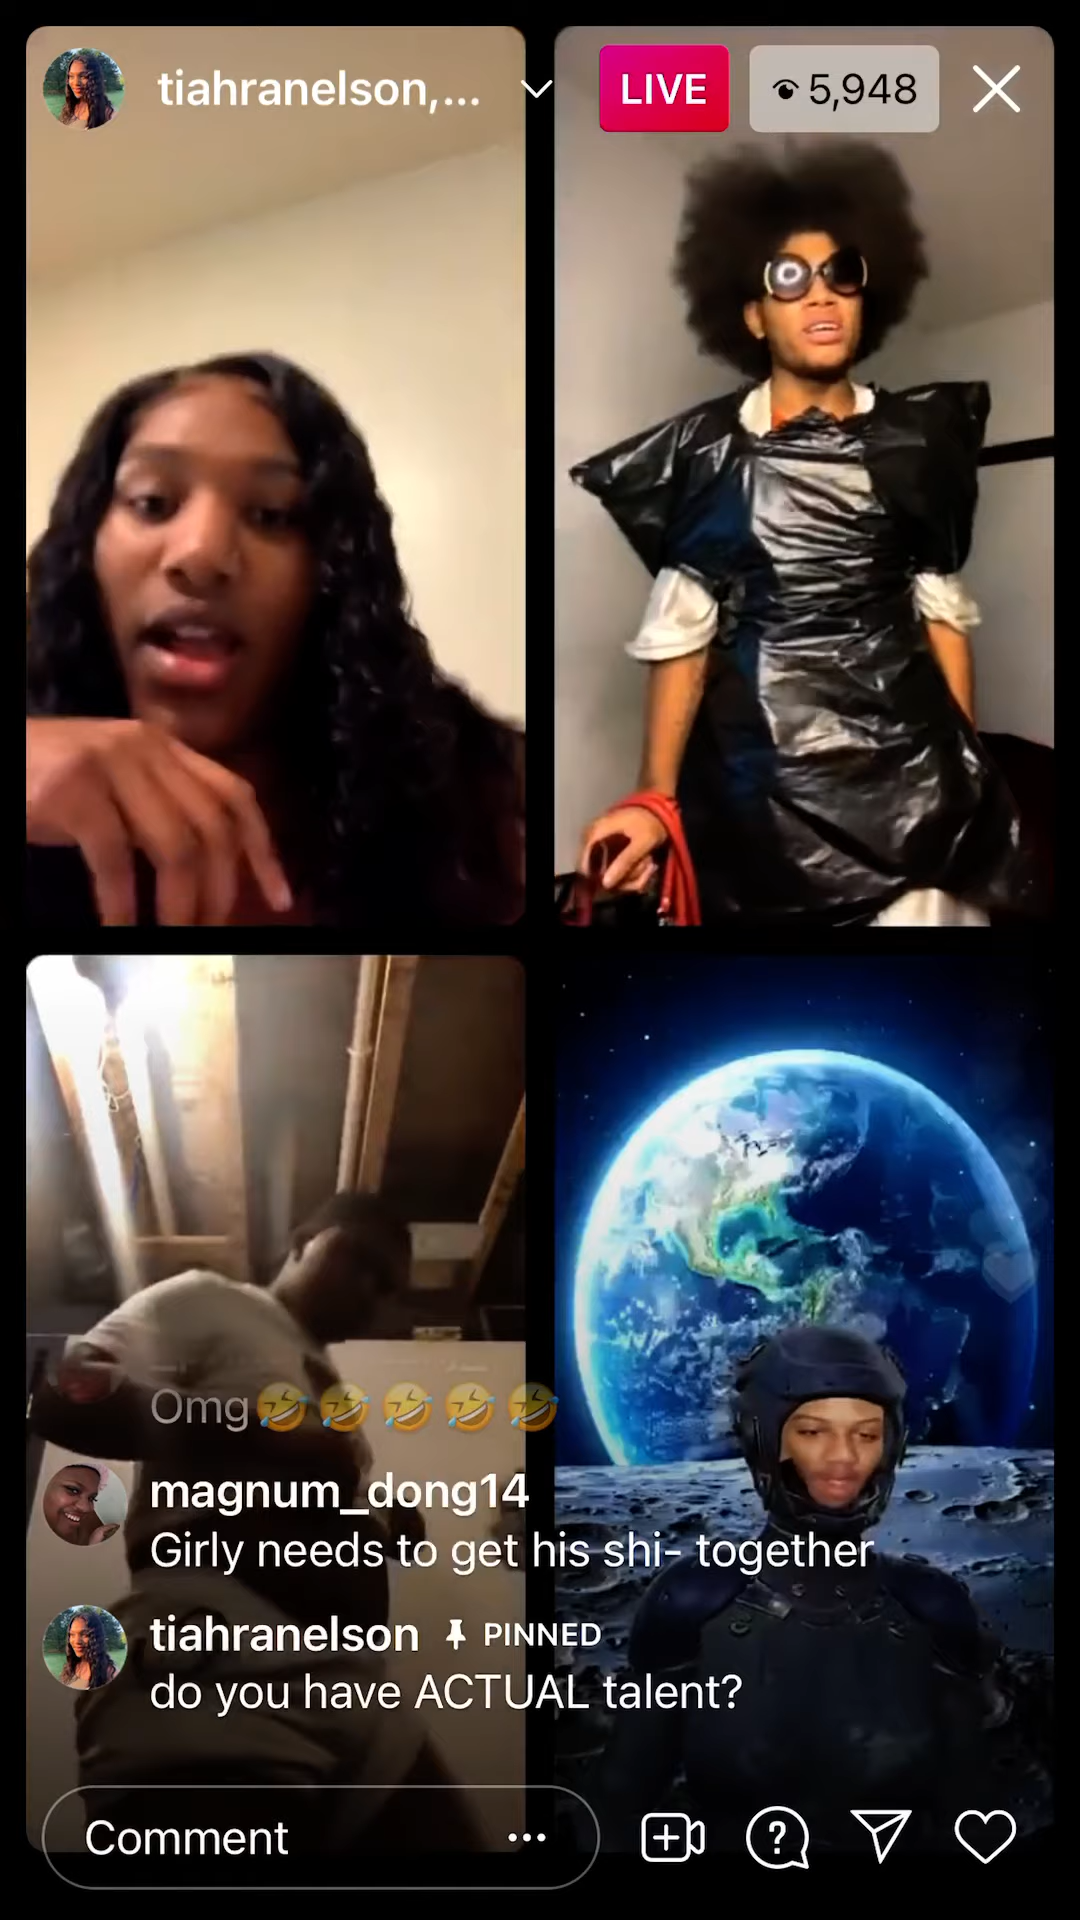 tiahranelson,...
LIVE
5,948
Omg🤣🤣🤣🤣🤣
magnum_dong14
Girly needs to get his shi- together
tiahranelson PINNED
do you have ACTUAL talent?
Comment